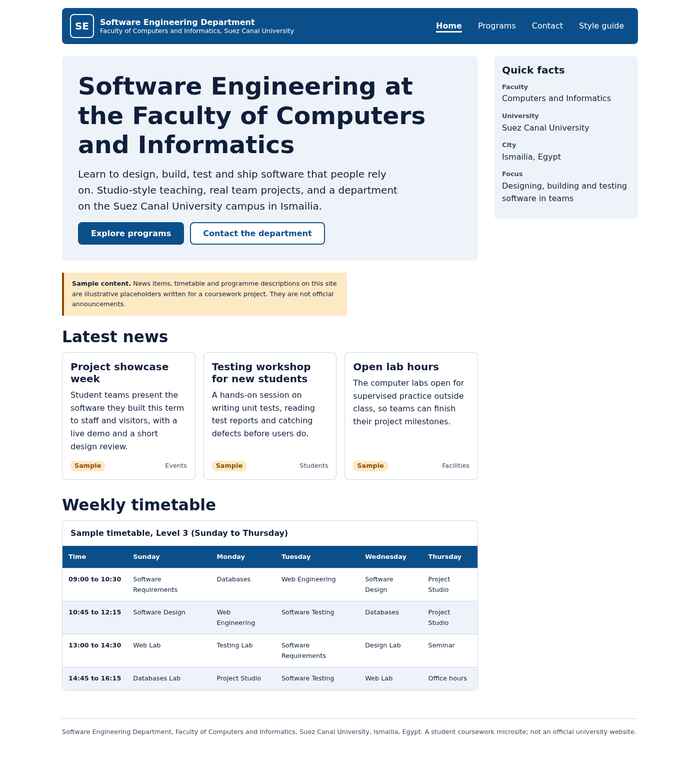 SE
Software Engineering Department
Faculty of Computers and Informatics, Suez Canal University
Home Programs Contact Style guide
Software Engineering at
the Faculty of Computers
and Informatics
Learn to design, build, test and ship software that people rely
on. Studio-style teaching, real team projects, and a department
on the Suez Canal University campus in Ismailia.
Explore programs
Contact the department
Quick facts
Faculty
Computers and Informatics
University
Suez Canal University
City
Ismailia, Egypt
Focus
Designing, building and testing
software in teams
Sample content. News items, timetable and programme descriptions on this site
are illustrative placeholders written for a coursework project. They are not official
announcements.
Latest news
Project showcase
week
Student teams present the
software they built this term
to staff and visitors, with a
live demo and a short
design review.
Sample Events
Testing workshop
for new students
A hands-on session on
writing unit tests, reading
test reports and catching
defects before users do.
Sample Students
Open lab hours
The computer labs open for
supervised practice outside
class, so teams can finish
their project milestones.
Sample Facilities
Weekly timetable
Sample timetable, Level 3 (Sunday to Thursday)
Time Sunday Monday Tuesday Wednesday Thursday
09:00 to 10:30 Software Databases Web Engineering Software Project
Requirements Design Studio
10:45 to 12:15 Software Design Web Software Testing Databases Project
Engineering Studio
13:00 to 14:30 Web Lab Testing Lab Software Design Lab Seminar
Requirements
14:45 to 16:15 Databases Lab Project Studio Software Testing Web Lab Office hours
Software Engineering Department, Faculty of Computers and Informatics, Suez Canal University, Ismailia, Egypt. A student coursework microsite; not an official university website.